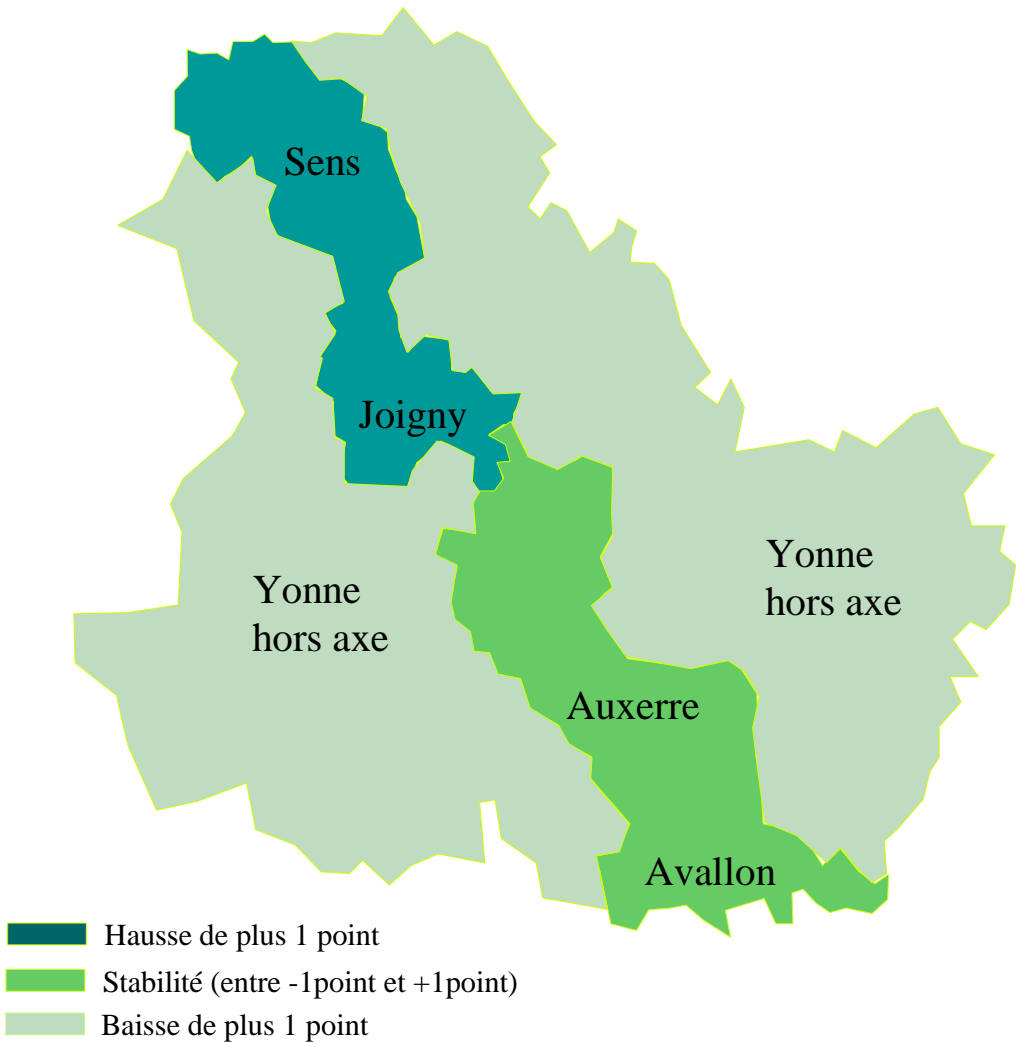 Sens
Joigny
Yonne
hors axe
Yonne
hors axe
Auxerre
Avallon
Hausse de plus 1 point
Stabilité (entre -1point et +1point)
Baisse de plus 1 point